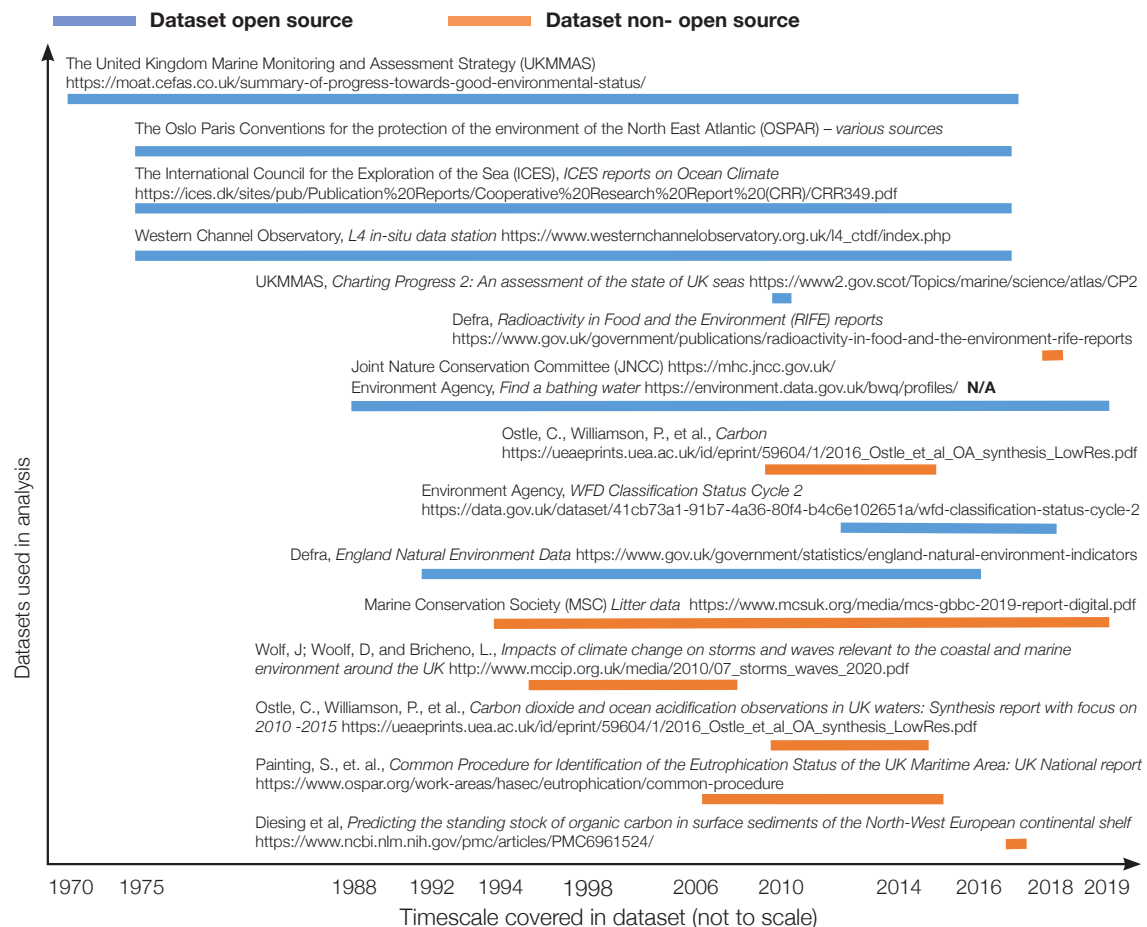 Dataset open source
Dataset non- open source
The United Kingdom Marine Monitoring and Assessment Strategy (UKMMAS)
https://moat.cefas.co.uk/summary-of-progress-towards-good-environmental-status/
The Oslo Paris Conventions for the protection of the environment of the North East Atlantic (OSPAR) – various sources
The International Council for the Exploration of the Sea (ICES), ICES reports on Ocean Climate
https://ices.dk/sites/pub/Publication%20Reports/Cooperative%20Research%20Report%20(CRR)/CRR349.pdf
Western Channel Observatory, L4 in-situ data station https://www.westernchannelobservatory.org.uk/l4_ctdf/index.php
UKMMAS, Charting Progress 2: An assessment of the state of UK seas https://www2.gov.scot/Topics/marine/science/atlas/CP2
Defra, Radioactivity in Food and the Environment (RIFE) reports
https://www.gov.uk/government/publications/radioactivity-in-food-and-the-environment-rife-reports
Joint Nature Conservation Committee (JNCC) https://mhc.jncc.gov.uk/
Environment Agency, Find a bathing water https://environment.data.gov.uk/bwq/profiles/ N/A
Ostle, C., Williamson, P., et al., Carbon
https://ueaeprints.uea.ac.uk/id/eprint/59604/1/2016_Ostle_et_al_OA_synthesis_LowRes.pdf
Environment Agency, WFD Classification Status Cycle 2
https://data.gov.uk/dataset/41cb73a1-91b7-4a36-80f4-b4c6e102651a/wfd-classification-status-cycle-2
Defra, England Natural Environment Data https://www.gov.uk/government/statistics/england-natural-environment-indicators
Marine Conservation Society (MSC) Litter data https://www.mcsuk.org/media/mcs-gbbc-2019-report-digital.pdf
Wolf, J; Woolf, D, and Bricheno, L., Impacts of climate change on storms and waves relevant to the coastal and marine
environment around the UK http://www.mccip.org.uk/media/2010/07_storms_waves_2020.pdf
Ostle, C., Williamson, P., et al., Carbon dioxide and ocean acidification observations in UK waters: Synthesis report with focus on
2010 -2015 https://ueaeprints.uea.ac.uk/id/eprint/59604/1/2016_Ostle_et_al_OA_synthesis_LowRes.pdf
Painting, S., et. al., Common Procedure for Identification of the Eutrophication Status of the UK Maritime Area: UK National report
https://www.ospar.org/work-areas/hasec/eutrophication/common-procedure
Diesing et al, Predicting the standing stock of organic carbon in surface sediments of the North-West European continental shelf
https://www.ncbi.nlm.nih.gov/pmc/articles/PMC6961524/
Datasets used in analysis
1970 1975 1988 1992 1994 1998 2006 2010 2014 2016 2018 2019
Timescale covered in dataset (not to scale)